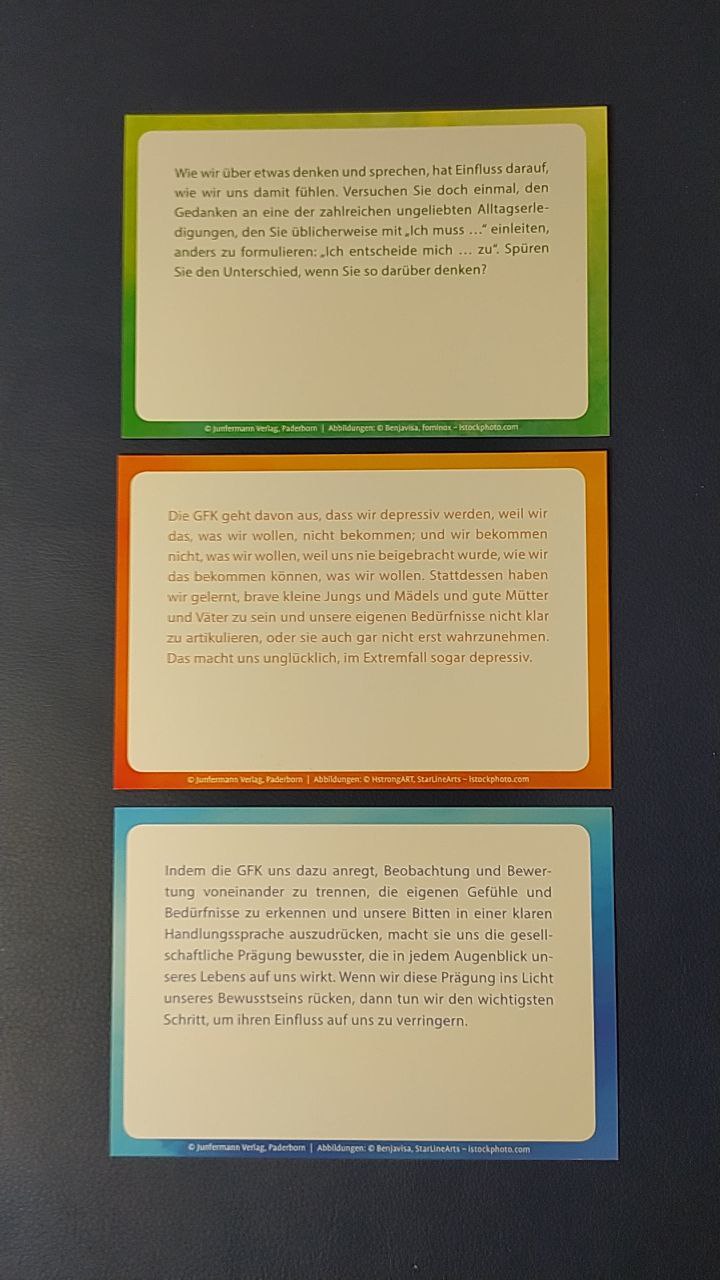 Wie wir über etwas denken und sprechen, hat Einfluss darauf,
wie wir uns damit fühlen. Versuchen Sie doch einmal, den
Gedanken an eine der zahlreichen ungeliebten Alltagserle-
digungen, den Sie üblicherweise mit „Ich muss ...“ einleiten,
anders zu formulieren: „Ich entscheide mich ... zu“. Spüren
Sie den Unterschied, wenn Sie so darüber denken?
© Junfermann Verlag, Paderborn | Abbildungen: © Benjavisa, fominox – istockphoto.com
Die GFK geht davon aus, dass wir depressiv werden, weil wir
das, was wir wollen, nicht bekommen; und wir bekommen
nicht, was wir wollen, weil uns nie beigebracht wurde, wie wir
das bekommen können, was wir wollen. Stattdessen haben
wir gelernt, brave kleine Jungs und Mädels und gute Mütter
und Väter zu sein und unsere eigenen Bedürfnisse nicht klar
zu artikulieren, oder sie auch gar nicht erst wahrzunehmen.
Das macht uns unglücklich, im Extremfall sogar depressiv.
© Junfermann Verlag, Paderborn | Abbildungen: © HstrongART, StarLineArts – istockphoto.com
Indem die GFK uns dazu anregt, Beobachtung und Bewer-
tung voneinander zu trennen, die eigenen Gefühle und
Bedürfnisse zu erkennen und unsere Bitten in einer klaren
Handlungssprache auszudrücken, macht sie uns die gesell-
schaftliche Prägung bewusster, die in jedem Augenblick un-
seres Lebens auf uns wirkt. Wenn wir diese Prägung ins Licht
unseres Bewusstseins rücken, dann tun wir den wichtigsten
Schritt, um ihren Einfluss auf uns zu verringern.
© Junfermann Verlag, Paderborn | Abbildungen: © Benjavisa, StarLineArts – istockphoto.com